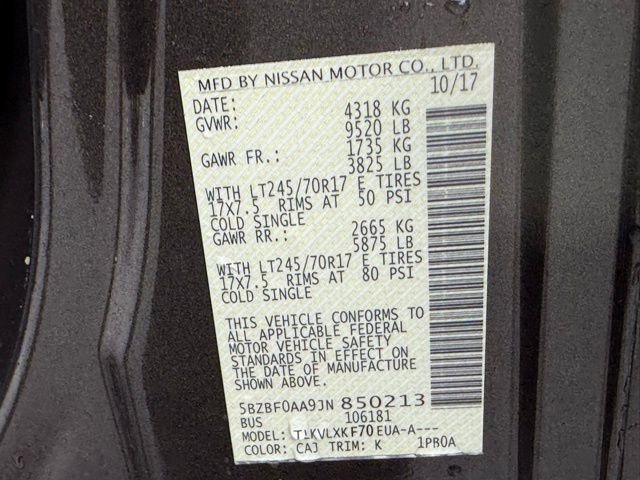 MFD BY NISSAN MOTOR CO., LTD.
DATE: 10/17
GVWR: 4318 KG
9520 LB
GAWR FR.: 1735 KG
3825 LB
WITH LT245/70R17 E TIRES
17X7.5 RIMS AT 50 PSI
COLD SINGLE
GAWR RR.: 2665 KG
5875 LB
WITH LT245/70R17 E TIRES
17X7.5 RIMS AT 80 PSI
COLD SINGLE
THIS VEHICLE CONFORMS TO
ALL APPLICABLE FEDERAL
MOTOR VEHICLE SAFETY
STANDARDS IN EFFECT ON
THE DATE OF MANUFACTURE
SHOWN ABOVE.
5BZBF0AA9JN 850213
BUS 106181
MODEL: TLKVLXKF70EUA-A---
COLOR: CAJ TRIM: K 1PB0A